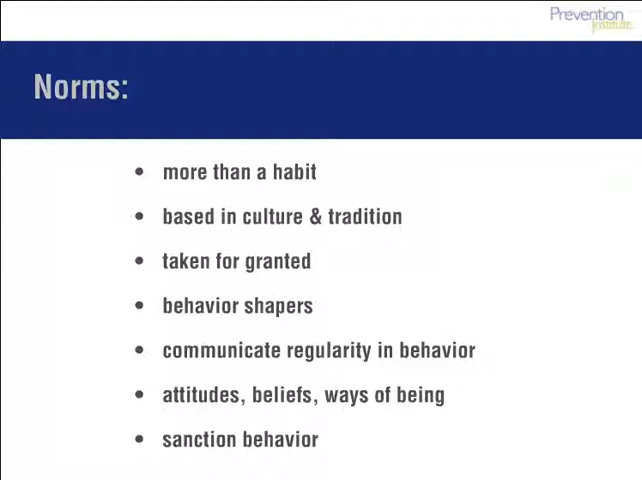 Prevention
Institute
Norms:
• more than a habit
• based in culture & tradition
• taken for granted
• behavior shapers
• communicate regularity in behavior
• attitudes, beliefs, ways of being
• sanction behavior